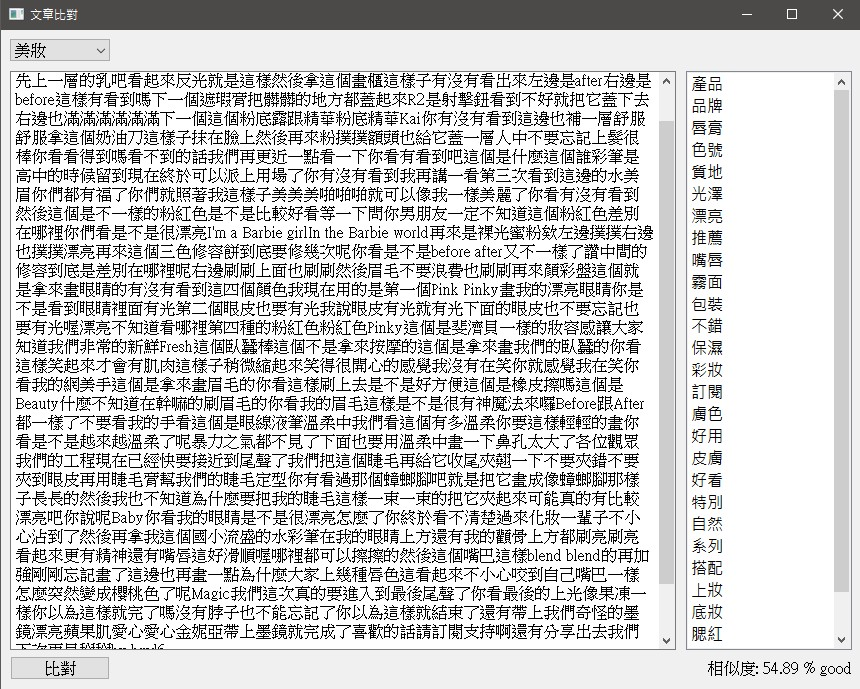 文章比對
美妝
先上一層的乳吧看起來反光就是這樣然後拿這個畫櫃這樣子有沒有看出來左邊是after右邊是
before這樣有看到嗎下一個遮瑕膏把髒髒的地方都蓋起來R2是射擊鈕看到不好就把它蓋下去
右邊也滿滿滿滿滿滿下一個這個粉底露跟精華粉底精華Kai你有沒有看到這邊也補一層舒服
舒服拿這個奶油刀這樣子抹在臉上然後再來粉撲撲額頭也給它蓋一層人中不要忘記上髮很
棒你看看得到嗎看不到的話我們再更近一點看一下你看有看到吧這個是什麼這個誰彩筆是
高中的時候留到現在終於可以派上用場了你有沒有看到我再講一看第三次看到這邊的水美
眉你們都有福了你們就照著我這樣子美美美啪啪啪就可以像我一樣美麗了你看有沒有看到
然後這個是不一樣的粉紅色是不是比較好看等一下問你男朋友一定不知道這個粉紅色差別
在哪裡你們看是不是很漂亮I'm a Barbie girlIn the Barbie world再來是裸光蜜粉欸左邊撲撲右邊
也撲撲漂亮再來這個三色修容餅到底要修幾次呢你看是不是before after又不一樣了讚中間的
修容到底是差別在哪裡呢右邊刷刷上面也刷刷然後眉毛不要浪費也刷刷再來顏彩盤這個就
是拿來畫眼睛的有沒有看到這四個顏色我現在用的是第一個Pink Pinky畫我的漂亮眼睛你是
不是看到眼睛裡面有光第二個眼皮也要有光我說眼皮有光就有光下面的眼皮也不要忘記也
要有光喔漂亮不知道看哪裡第四種的粉紅色粉紅色Pinky這個是斐濟貝一樣的妝容感讓大家
知道我們非常的新鮮Fresh這個臥蠶棒這個不是拿來按摩的這個是拿來畫我們的臥蠶的你看
這樣笑起來才會有肌肉這樣子稍微縮起來笑得很開心的感覺我沒有在笑你就感覺我在笑你
看我的網美手這個是拿來畫眉毛的你看這樣刷上去是不是好方便這個是橡皮擦嗎這個是
Beauty什麼不知道在幹嘛的刷眉毛的你看我的眉毛這樣是不是很有神魔法來囉Before跟After
都一樣了不要看我的手看這個是眼線液筆溫柔中我們看這個有多溫柔你要這樣輕輕的畫你
看是不是越來越溫柔了呢暴力之氣都不見了下面也要用溫柔中畫一下鼻孔太大了各位觀眾
我們的工程現在已經快要接近到尾聲了我們把這個睫毛再給它收尾夾翹一下不要夾錯不要
夾到眼皮再用睫毛膏幫我們的睫毛定型你有看過那個蟑螂腳吧就是把它畫成像蟑螂腳那樣
子長長的然後我也不知道為什麼要把我的睫毛這樣一束一束的把它夾起來可能真的有比較
漂亮吧你說呢Baby你看我的眼睛是不是很漂亮怎麼了你終於看不清楚過來化妝一輩子不小
心沾到了然後再拿我這個國小流盛的水彩筆在我的眼睛上方還有我的顴骨上方都刷亮刷亮
看起來更有精神還有嘴唇這好滑順喔哪裡都可以擦擦的然後這個嘴巴這樣blend blend的再加
強剛剛忘記畫了這邊也再畫一點為什麼大家上幾種唇色這看起來不小心咬到自己嘴巴一樣
怎麼突然變成櫻桃色了呢Magic我們這次真的要進入到最後尾聲了你看最後的上光像果凍一
樣你以為這樣就完了嗎沒有脖子也不能忘記了你以為這樣就結束了還有帶上我們奇怪的墨
鏡漂亮蘋果肌愛心愛心金妮亞帶上墨鏡就完成了喜歡的話請訂閱支持啊還有分享出去我們
產品
品牌
唇膏
色號
質地
光澤
漂亮
推薦
嘴唇
霧面
包裝
不錯
保濕
彩妝
訂閱
膚色
好用
皮膚
好看
特別
自然
系列
搭配
上妝
底妝
腮紅
比對
相似度: 54.89 % good